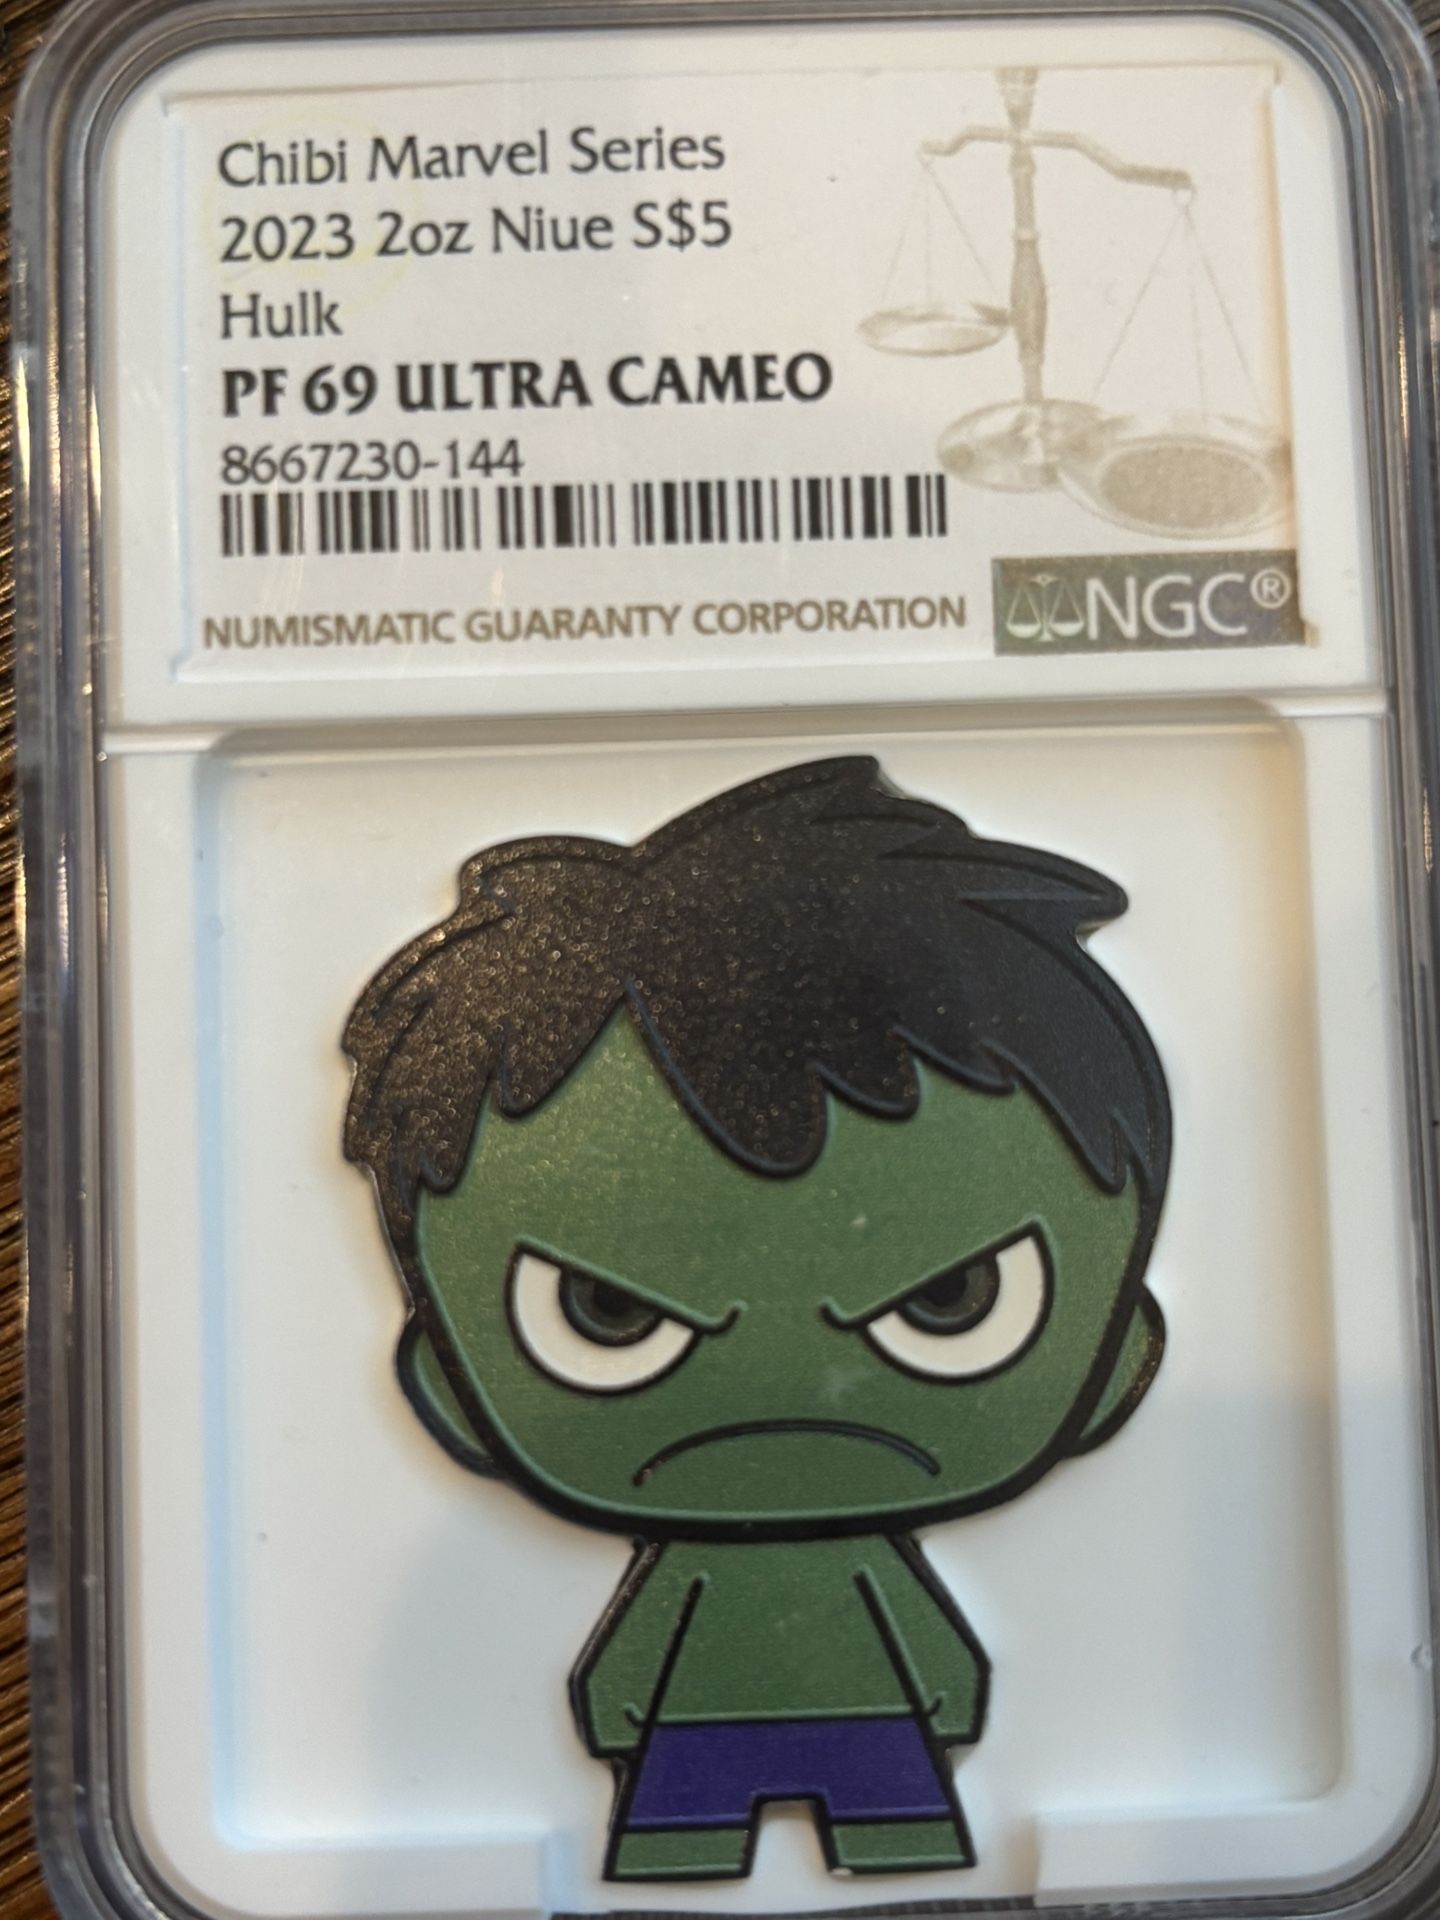 Chibi Marvel Series
2023 2oz Niue S$5
Hulk
PF 69 ULTRA CAMEO
8667230-144
NUMISMATIC GUARANTY CORPORATION
NGC®